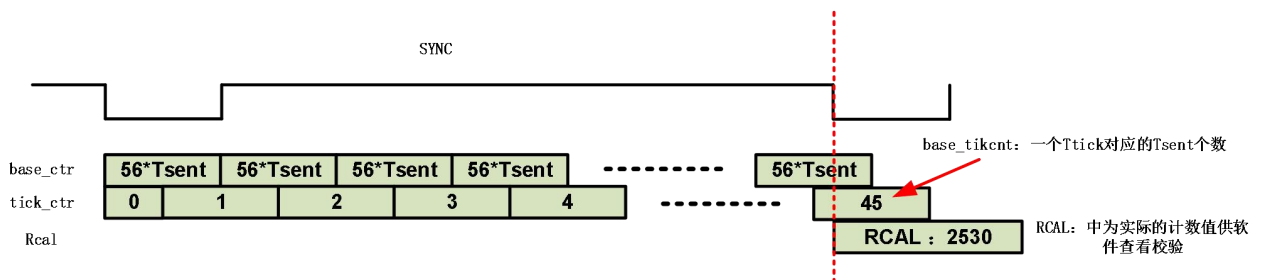 SYNC
base_tikcnt: 一个Ttick对应的Tsent个数
base_ctr 56*Tsent 56*Tsent 56*Tsent 56*Tsent 56*Tsent
tick_ctr 0 1 2 3 4 45
Rcal RCAL：2530
RCAL: 中为实际的计数值供软
件查看校验